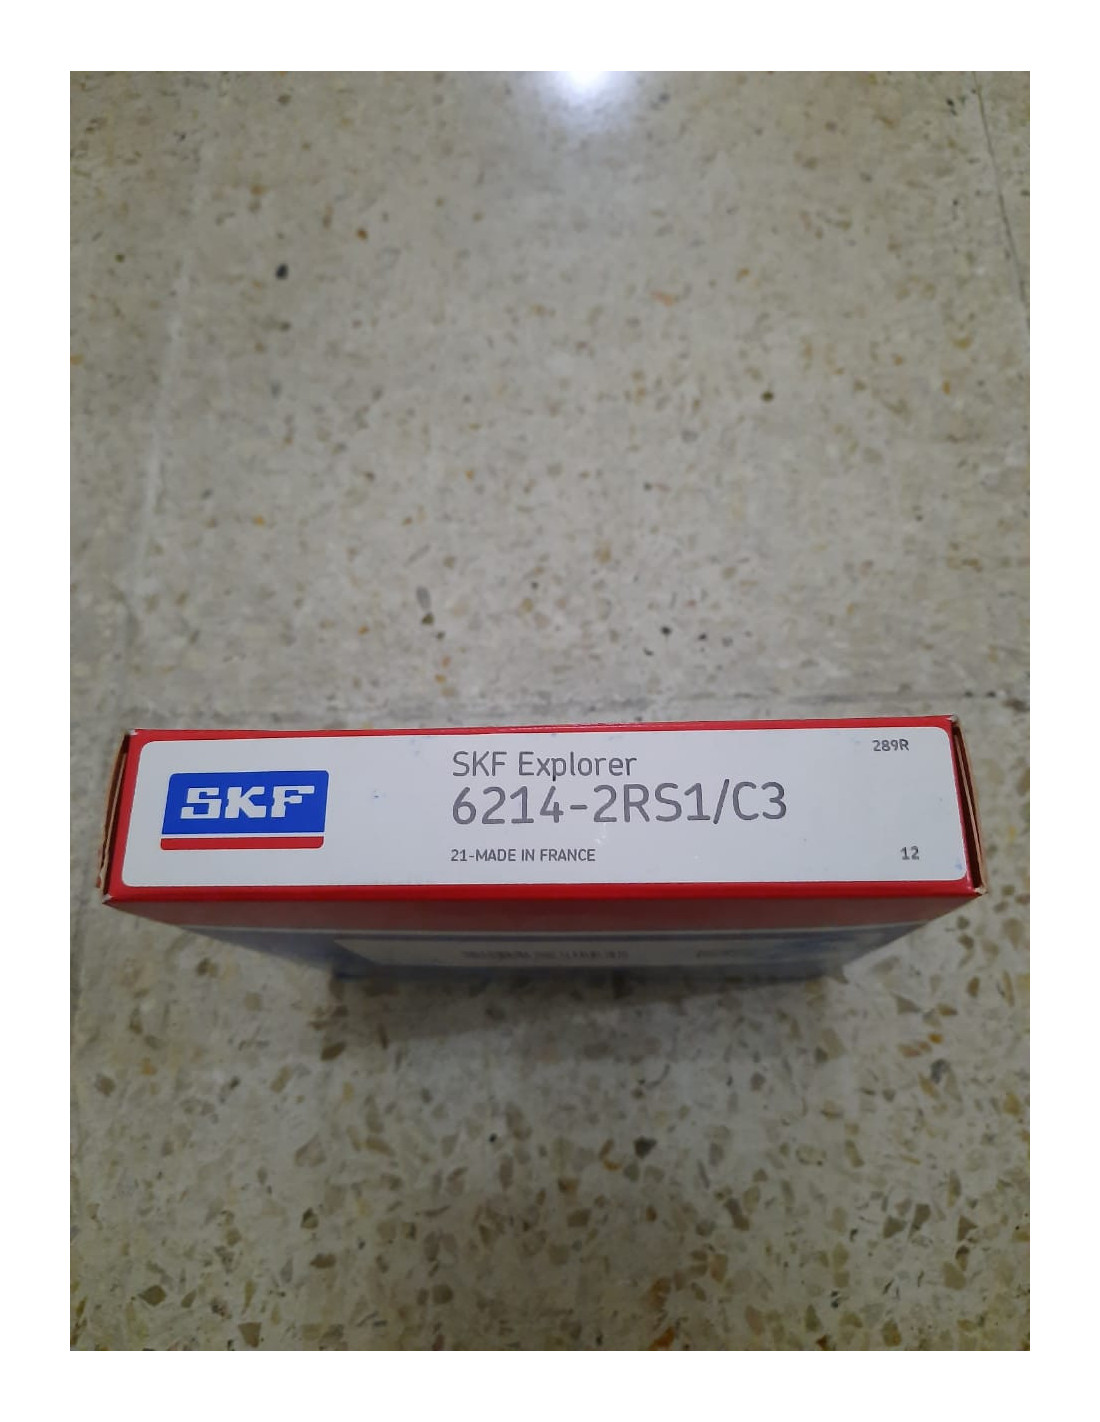 SKF
SKF Explorer
289R
6214-2RS1/C3
21-MADE IN FRANCE
12